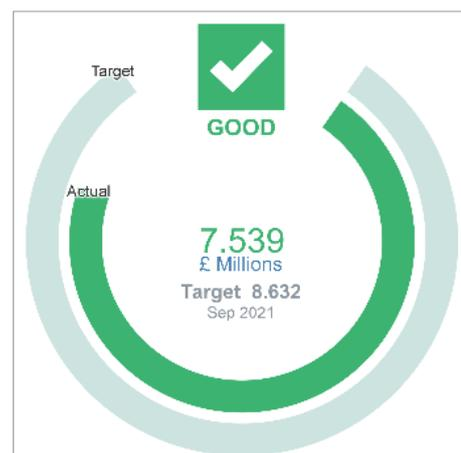 Target
GOOD
Actual
7.539
£ Millions
Target 8.632
Sep 2021